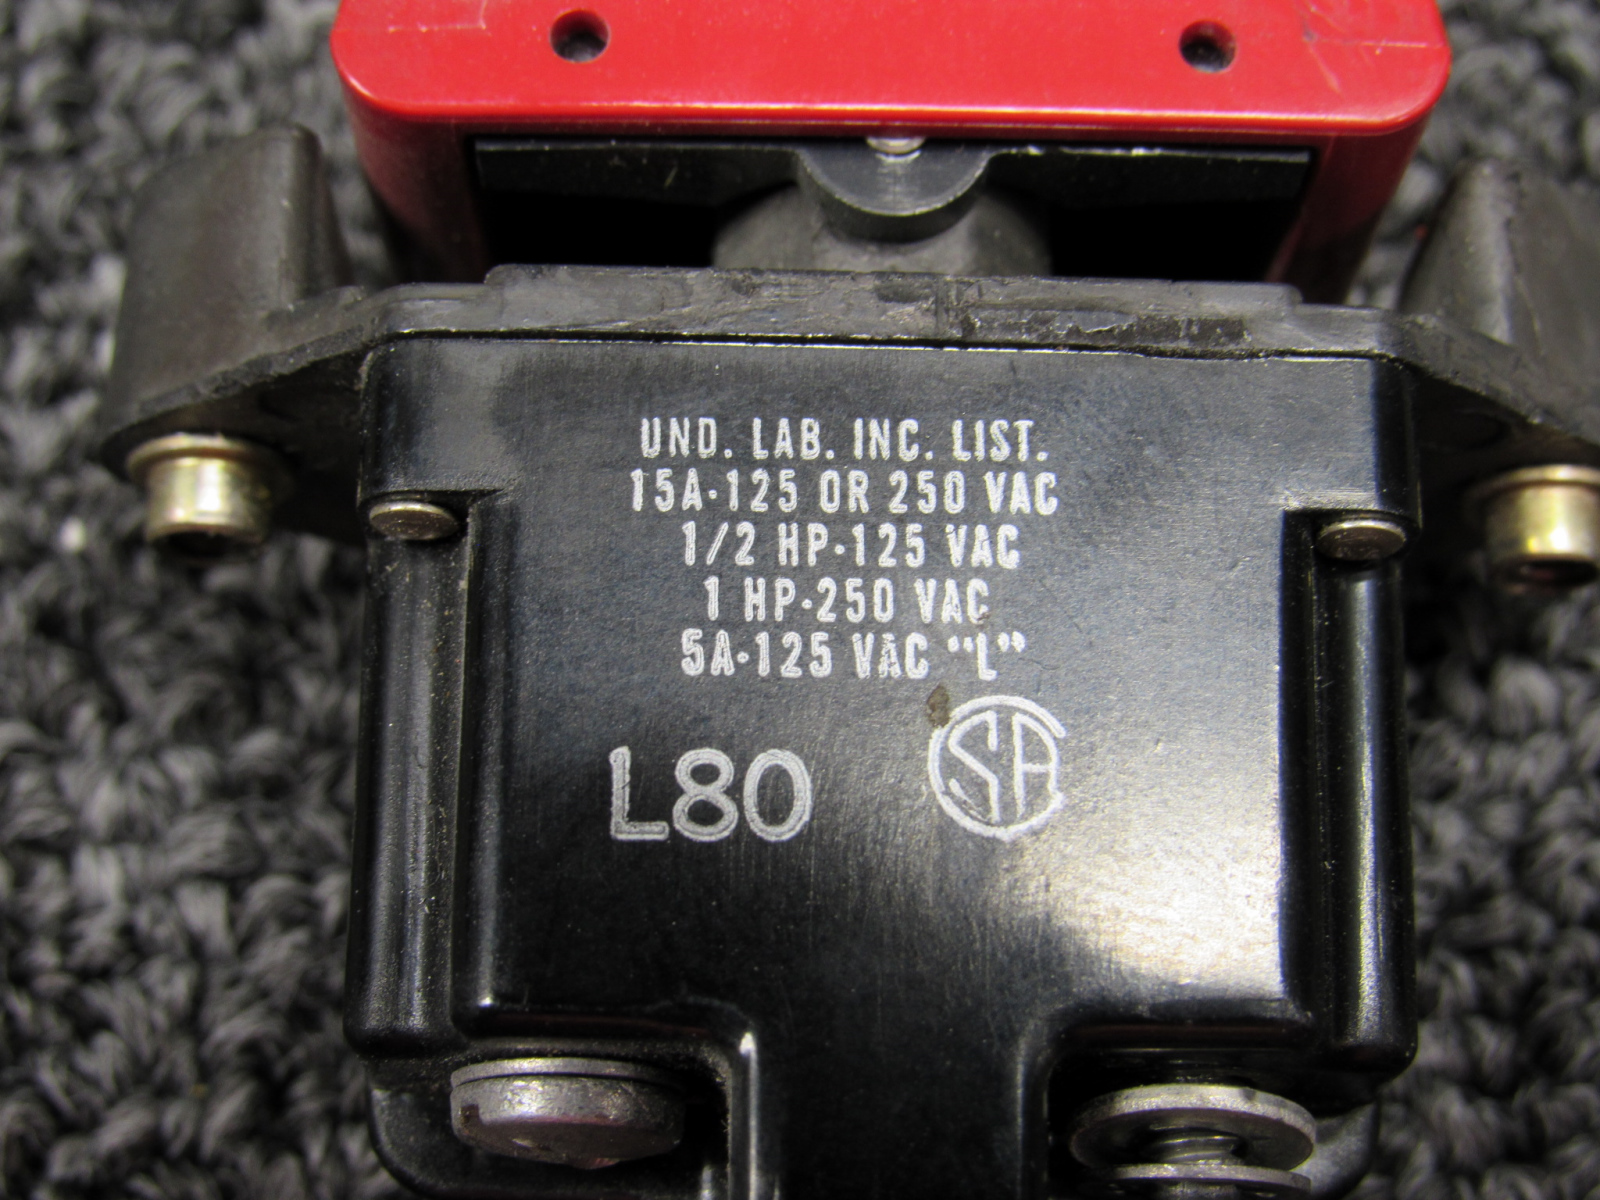 UND. LAB. INC. LIST.
15A·125 OR 250 VAC
1/2 HP·125 VAC
1 HP·250 VAC
5A·125 VAC "L"
L80
SA